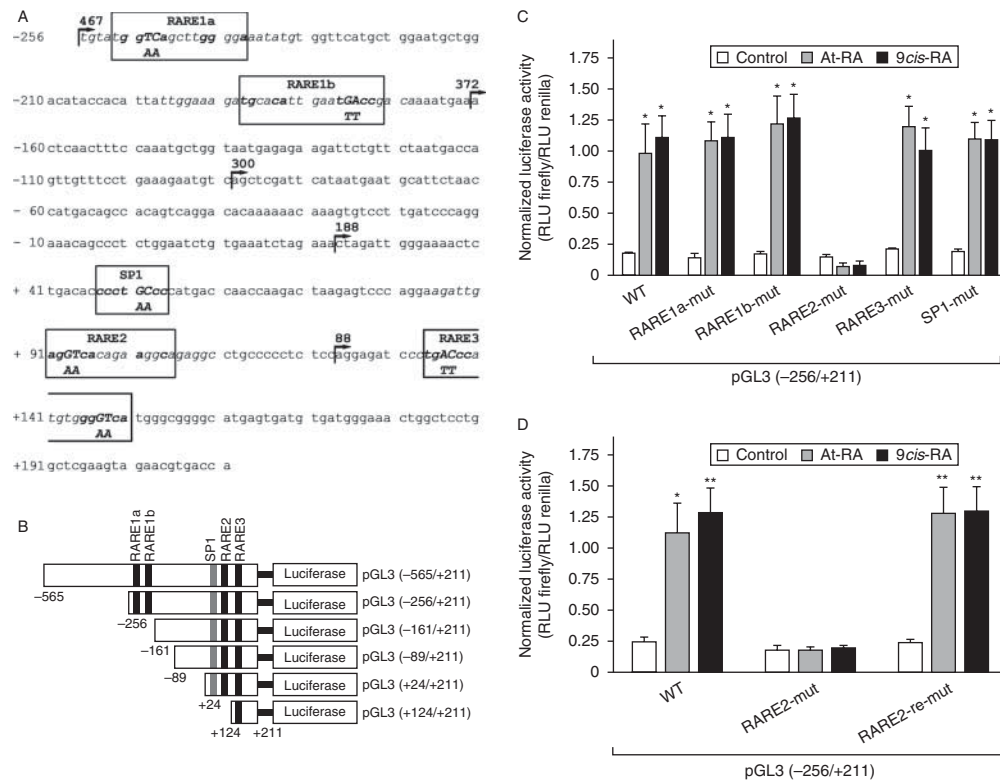 A
467
RARE1a
−256 tgtatg gTCagcttgg ggaaatatgt ggttcatgct ggaatgctgg
AA
RARE1b
372
−210 acataccaca ttattggaaa gatgcacatt gaatGAccga caaaatgaaa
TT
−160 ctcaactttc caaatgctgg taatgagaga agattctgtt ctaatgacca
300
−110 gttgtttcct gaaagaatgt cagctcgatt cataatgaat gcattctaac
− 60 catgacagcc acagtcagga cacaaaaaac aaagtgtcct tgatcccagg
188
− 10 aaacagccct ctggaatctg tgaaatctag aaactagatt gggaaaactc
SP1
+ 41 tgacacccct GCcccatgac caaccaagac taagagtccc aggaagattg
AA
RARE2
88
RARE3
+ 91 agGTcacaga aggcagaggc ctgcccccctc tccaggagat ccctgACcca
AA
TT
+141 tgtgggGTca tgggcggggc atgagtgatg tgatgggaaa ctggctcctg
AA
+191 gctcgaagta gaacgtgacc a
B
RARE1a
RARE1b
SP1
RARE2
RARE3
Luciferase pGL3 (−565/+211)
−565
Luciferase pGL3 (−256/+211)
−256
Luciferase pGL3 (−161/+211)
−161
Luciferase pGL3 (−89/+211)
−89
Luciferase pGL3 (+24/+211)
+24
Luciferase pGL3 (+124/+211)
+124 +211
C
Control At-RA 9cis-RA
Normalized luciferase activity
(RLU firefly/RLU renilla)
1.75
1.50
1.25
1.00
0.75
0.50
0.25
0
* * * * * * * * * *
WT
RARE1a-mut
RARE1b-mut
RARE2-mut
RARE3-mut
SP1-mut
pGL3 (−256/+211)
D
Control At-RA 9cis-RA
Normalized luciferase activity
(RLU firefly/RLU renilla)
1.75
1.50
1.25
1.00
0.75
0.50
0.25
0
* ** ** **
WT
RARE2-mut
RARE2-re-mut
pGL3 (−256/+211)